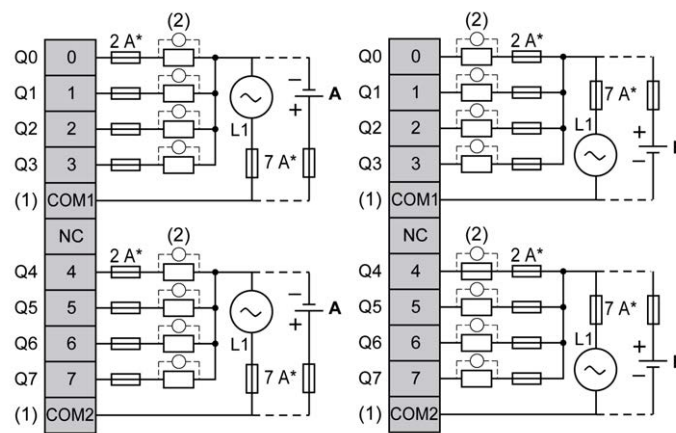 (2)
Q0 0 2 A*
Q1 1
Q2 2
Q3 3
(1) COM1
L1 7 A* − + A
NC
(2)
Q4 4 2 A*
Q5 5
Q6 6
Q7 7
(1) COM2
L1 7 A* − + A
(2)
Q0 0 2 A*
Q1 1
Q2 2
Q3 3
(1) COM1
7 A* L1 + −
NC
(2)
Q4 4 2 A*
Q5 5
Q6 6
Q7 7
(1) COM2
7 A* L1 + −